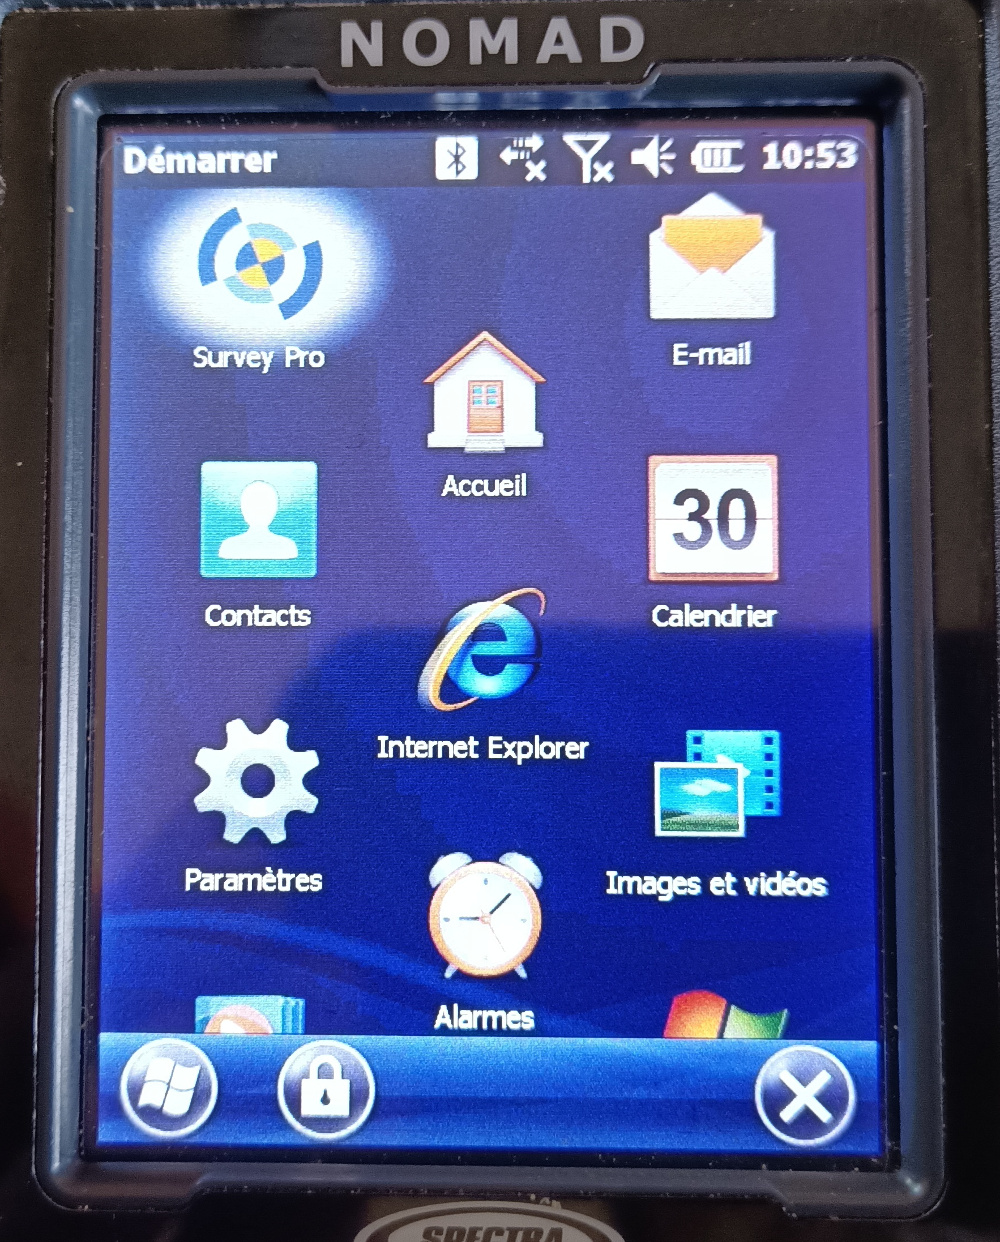 NOMAD
Démarrer 10:53
Survey Pro
E-mail
Accueil
30
Contacts
Calendrier
Internet Explorer
Paramètres
Images et vidéos
Alarmes
SPECTRA